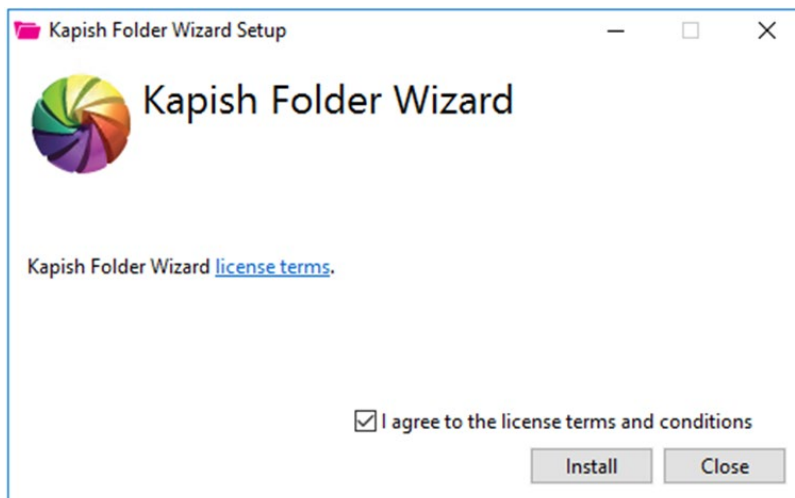 Kapish Folder Wizard Setup
Kapish Folder Wizard
Kapish Folder Wizard license terms.
I agree to the license terms and conditions
Install Close